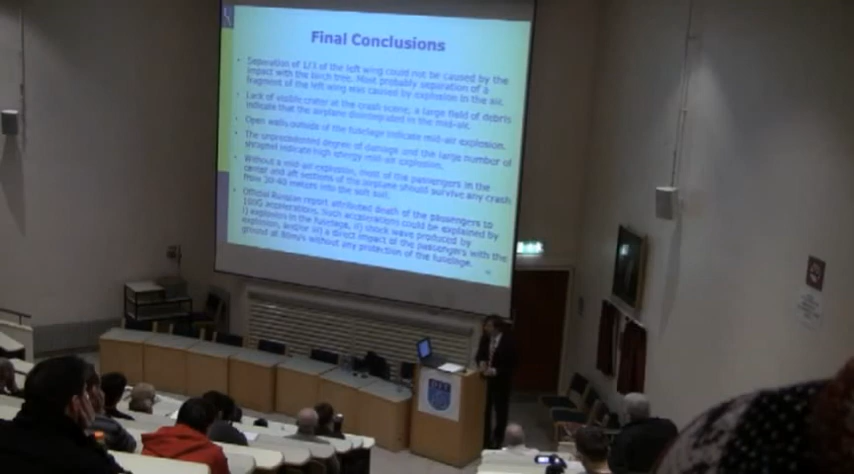 Final Conclusions
• Separation of 1/3 of the left wing could not be caused by the
impact with the birch tree. Most probably separation of a
fragment of the left wing was caused by explosion in the air.
• Lack of visible crater at the crash scene, a large field of debris
indicate that the airplane disintegrated in the mid-air.
• Open walls outside of the fuselage indicate mid-air explosion.
• The unprecedented degree of damage and the large number of
shrapnel indicate high energy mid-air explosion.
• Without a mid-air explosion, most of the passengers in the
center and aft sections of the airplane should survive any crash
from 30-40 meters into the soft soil.
• Official Russian report attributed death of the passengers to
100G accelerations. Such accelerations could be explained by
i) explosion in the fuselage, ii) shock wave produced by
explosion, and/or iii) a direct impact of the passengers with the
ground at without any protection of the fuselage.